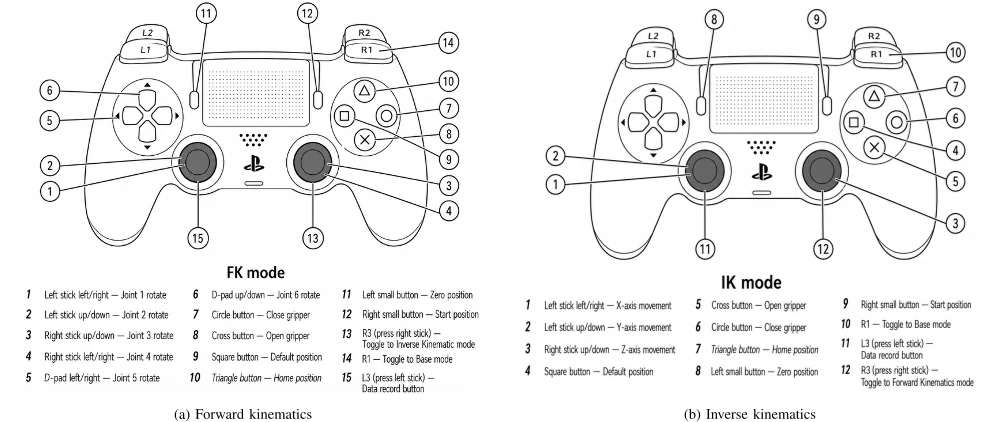 11
12
L2
L1
R2
R1
14
6
10
5
7
8
2
9
1
3
4
15
13
FK mode
1 Left stick left/right — Joint 1 rotate
2 Left stick up/down — Joint 2 rotate
3 Right stick up/down — Joint 3 rotate
4 Right stick left/right — Joint 4 rotate
5 D-pad left/right — Joint 5 rotate
6 D-pad up/down — Joint 6 rotate
7 Circle button — Close gripper
8 Cross button — Open gripper
9 Square button — Default position
10 Triangle button — Home position
11 Left small button — Zero position
12 Right small button — Start position
13 R3 (press right stick) —
Toggle to Inverse Kinematic mode
14 R1 — Toggle to Base mode
15 L3 (press left stick) —
Data record button
(a) Forward kinematics
8
9
L2
L1
R2
R1
10
7
6
2
4
1
5
3
11
12
IK mode
1 Left stick left/right — X-axis movement
2 Left stick up/down — Y-axis movement
3 Right stick up/down — Z-axis movement
4 Square button — Default position
5 Cross button — Open gripper
6 Circle button — Close gripper
7 Triangle button — Home position
8 Left small button — Zero position
9 Right small button — Start position
10 R1 — Toggle to Base mode
11 L3 (press left stick) —
Data record button
12 R3 (press right stick) —
Toggle to Forward Kinematics mode
(b) Inverse kinematics